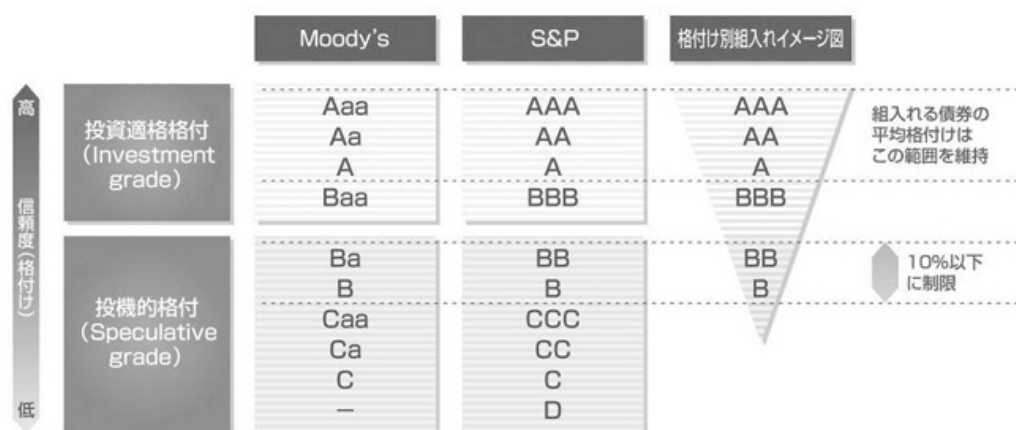 Moody's
S&P
格付け別組入れイメージ図
高
信頼度(格付け)
低
投資適格格付
(Investment
grade)
Aaa
Aa
A
Baa
AAA
AA
A
BBB
AAA
AA
A
BBB
組入れる債券の
平均格付けは
この範囲を維持
投機的格付
(Speculative
grade)
Ba
B
Caa
Ca
C
−
BB
B
CCC
CC
C
D
BB
B
10%以下
に制限